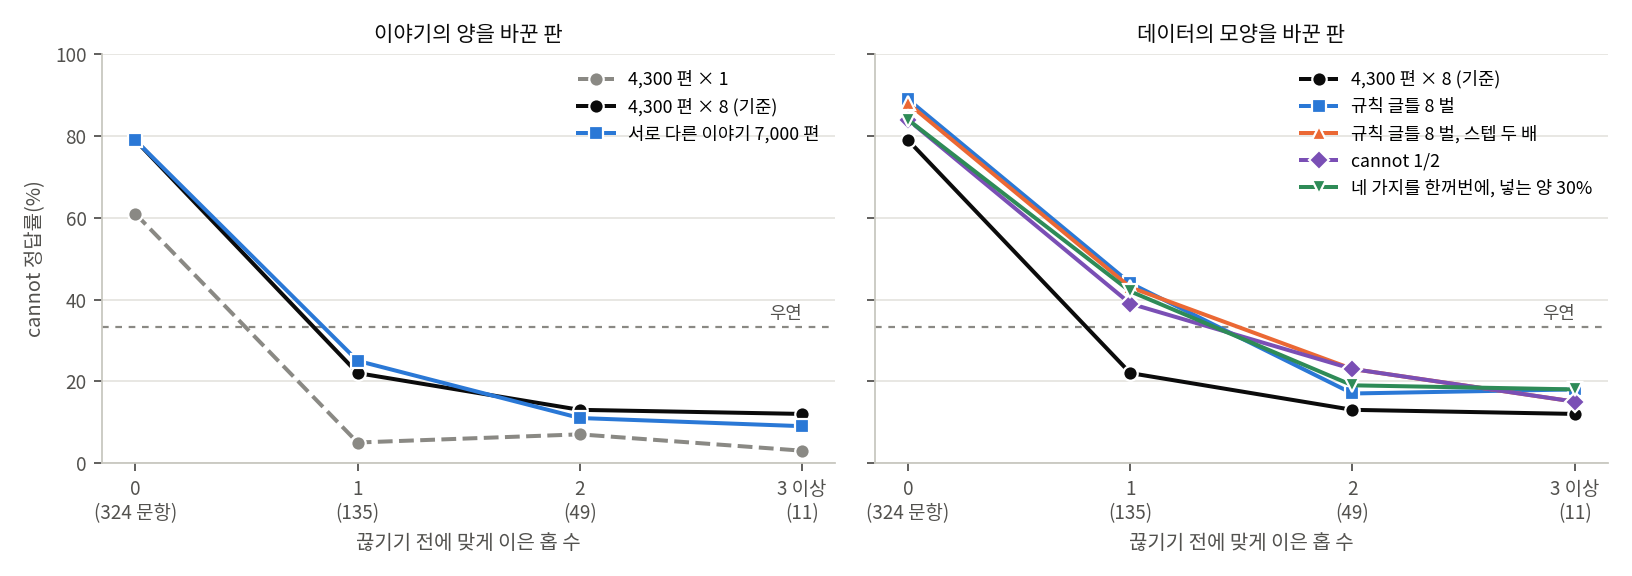 이야기의 양을 바꾼 판
cannot 정답률(%)
100
80
60
40
20
0
4,300 편 × 1
4,300 편 × 8 (기준)
서로 다른 이야기 7,000 편
우연
0
(324 문항)
1
(135)
2
(49)
3 이상
(11)
끊기기 전에 맞게 이은 홉 수
데이터의 모양을 바꾼 판
4,300 편 × 8 (기준)
규칙 글틀 8 벌
규칙 글틀 8 벌, 스텝 두 배
cannot 1/2
네 가지를 한꺼번에, 넣는 양 30%
우연
0
(324 문항)
1
(135)
2
(49)
3 이상
(11)
끊기기 전에 맞게 이은 홉 수